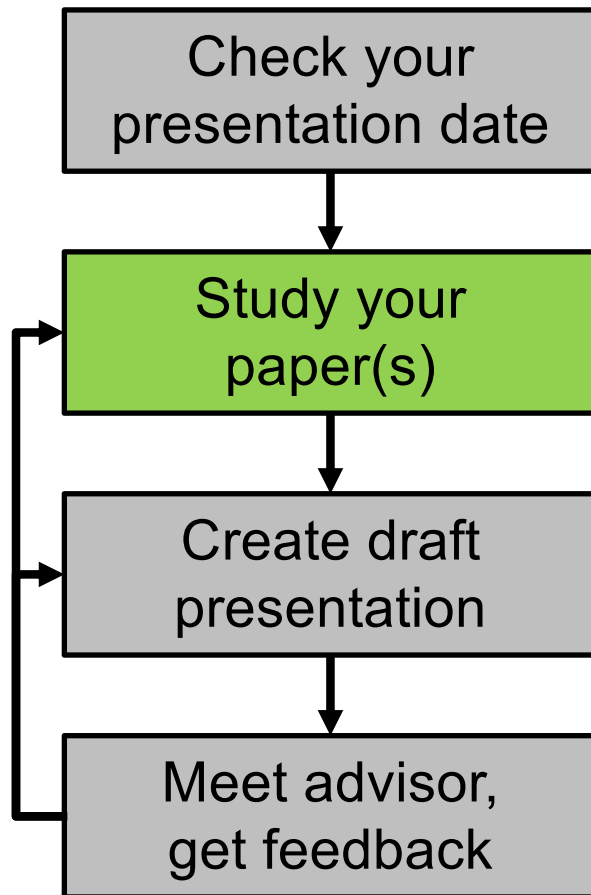 Check your
presentation date
Study your
paper(s)
Create draft
presentation
Meet advisor,
get feedback